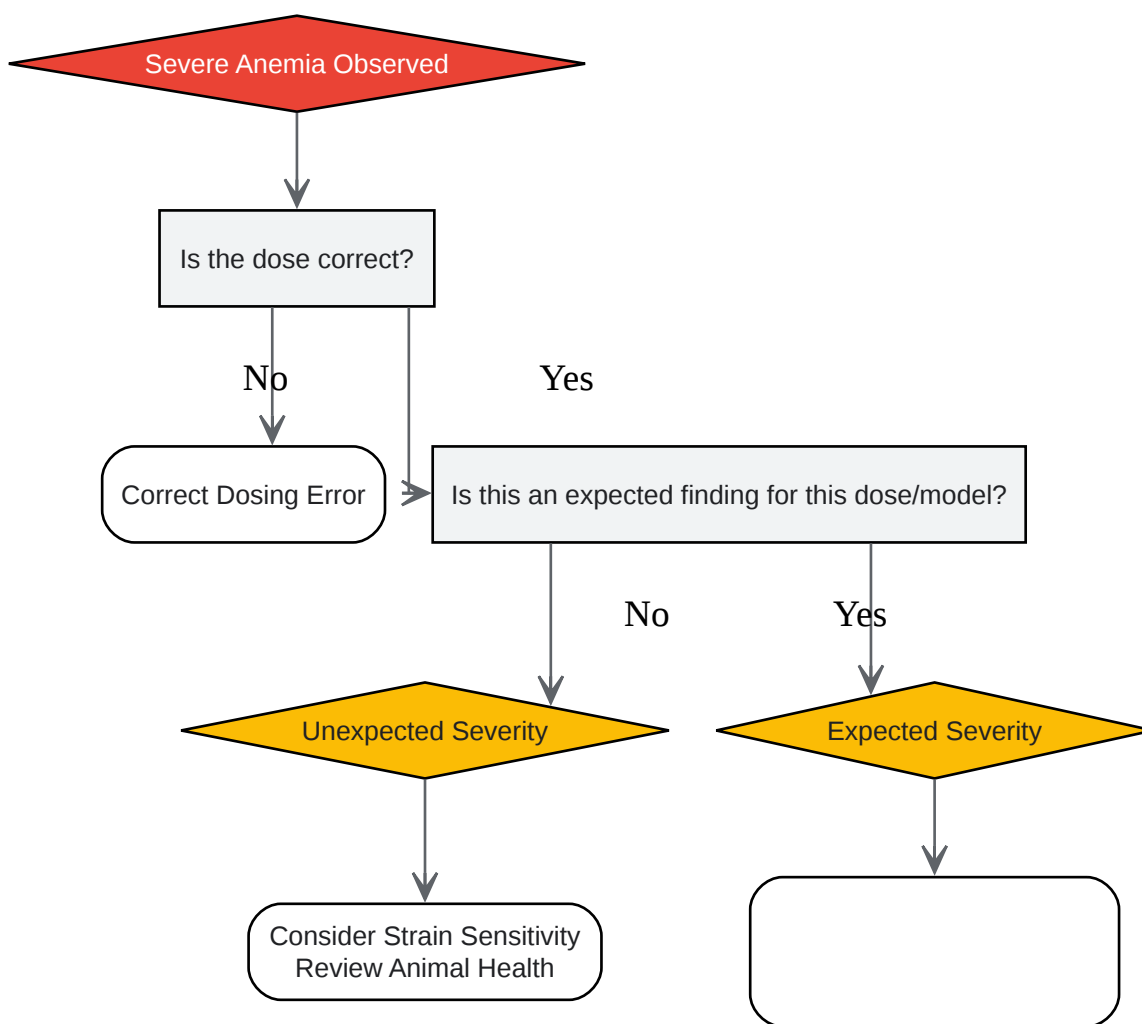 Severe Anemia Observed
Is the dose correct?
No
Yes
Correct Dosing Error
Is this an expected finding for this dose/model?
No
Yes
Unexpected Severity
Expected Severity
Consider Strain Sensitivity
Review Animal Health